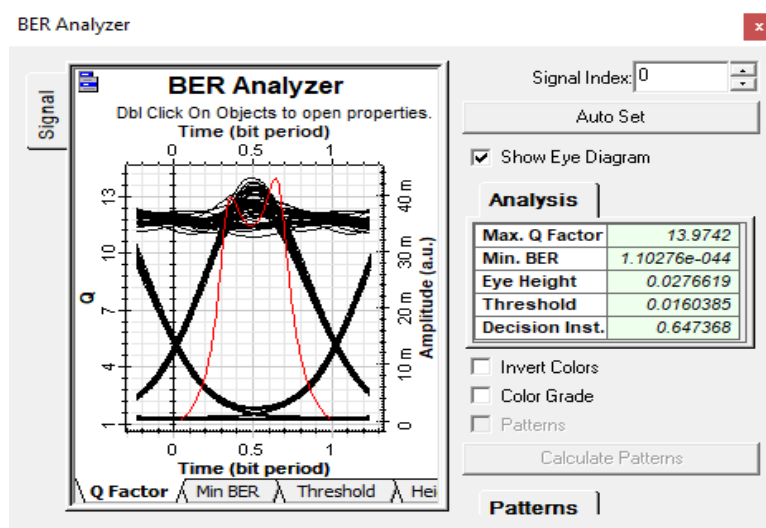 BER Analyzer
x
Signal
BER Analyzer
Dbl Click On Objects to open properties.
Time (bit period)
0 0.5 1
Q
13
10
7
4
1
40 m
30 m
20 m
10 m
0
Amplitude (a.u.)
0 0.5 1
Time (bit period)
Q Factor Min BER Threshold Hei
Signal Index: 0
Auto Set
Show Eye Diagram
Analysis
Max. Q Factor 13.9742
Min. BER 1.10276e-044
Eye Height 0.0276619
Threshold 0.0160385
Decision Inst. 0.647368
Invert Colors
Color Grade
Patterns
Calculate Patterns
Patterns